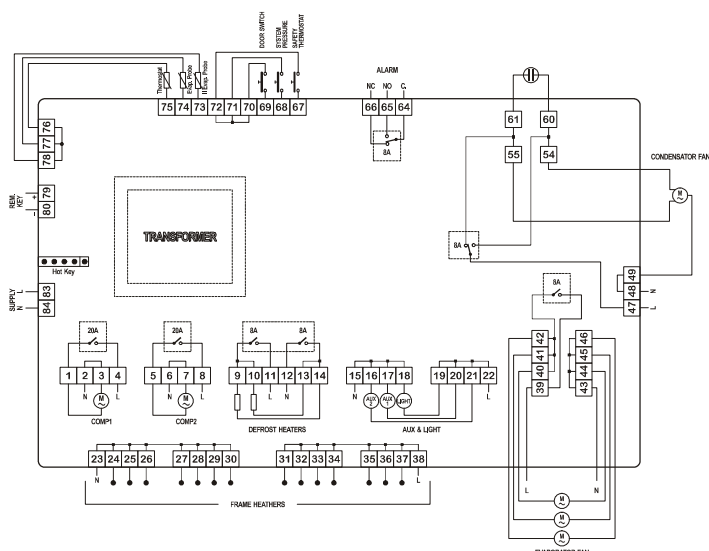 DOOR SWITCH
SYSTEM
PRESSURE
SAFETY
THERMOSTAT
Thermostat
Evap. Probe
II Evap. Probe
ALARM
NC NO C.
75 74 73 72 71 70 69 68 67
66 65 64
8A
61 60
55 54
CONDENSATOR FAN
M
~
76
77
78
REM.
KEY
+
-
79
80
TRANSFORMER
Hot Key
SUPPLY
L
N
83
84
8A
49
48 N
47 L
8A
42
41
40
39
46
45
44
43
20A
1 2 3 4
N L
M
~
COMP1
20A
5 6 7 8
N L
M
~
COMP2
8A 8A
9 10 11 12 13 14
L N
DEFROST HEATERS
8A
15 16 17 18 19 20 21 22
N L
AUX 2
AUX 1
LIGHT
AUX & LIGHT
23 24 25 26 27 28 29 30 31 32 33 34 35 36 37 38
N L
FRAME HEATHERS
L N
M
~
M
~
M
~
EVAPORATOR FAN